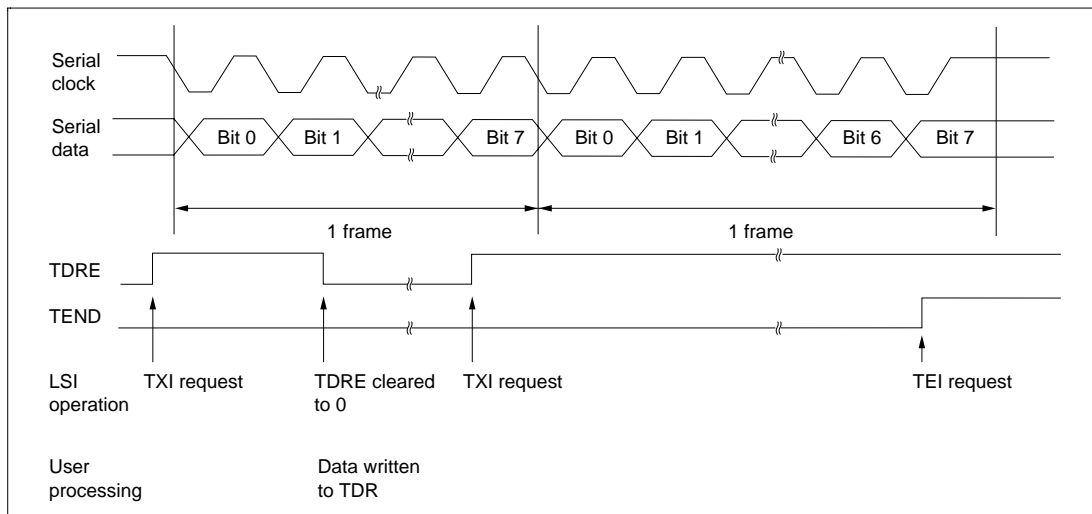 Serial
clock
Serial
data
Bit 0 Bit 1 Bit 7 Bit 0 Bit 1 Bit 6 Bit 7
1 frame 1 frame
TDRE
TEND
LSI
operation
TXI request
TDRE cleared
to 0
TXI request
TEI request
User
processing
Data written
to TDR